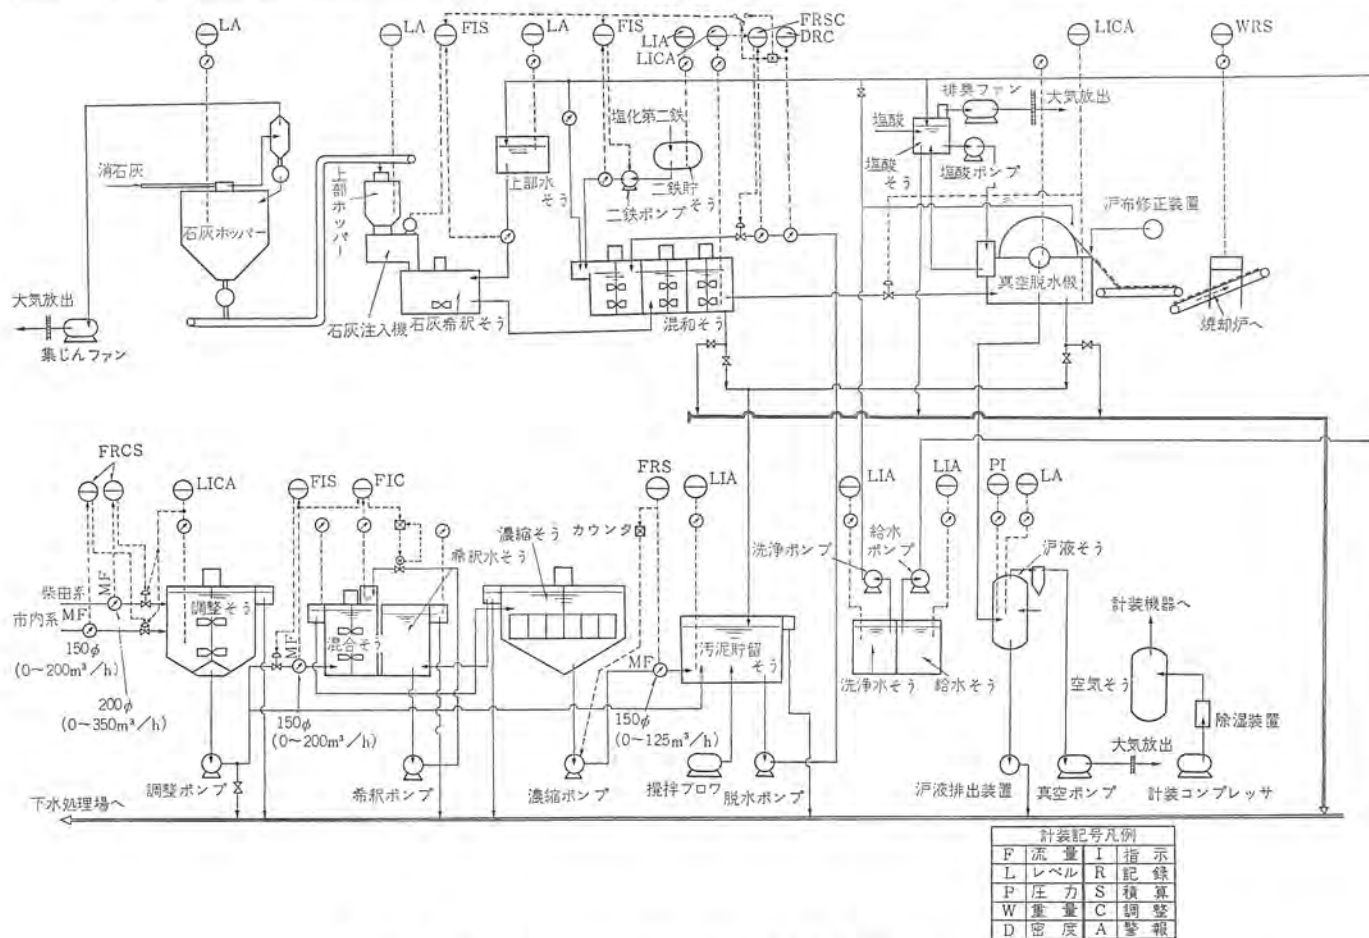 LA
LA
FIS
LA
FIS
LIA
LICA
FRSC
DRC
LICA
WRS
塩化第二鉄
塩酸
排臭ファン
大気放出
消石灰
上部ホッパー
上部水そう
二鉄貯そう
二鉄ポンプ
塩酸そう
塩酸ポンプ
沪布修正装置
石灰ホッパー
真空脱水機
大気放出
集じんファン
石灰注入機
石灰希釈そう
混和そう
焼却炉へ
FRCS
LICA
FIS
FIC
FRS
LIA
LIA
LIA
PI
LA
カウンタ
濃縮そう
希釈水そう
洗浄ポンプ
給水ポンプ
沪液そう
計装機器へ
柴田系
MF
市内系
MF
150φ
(0~200m³/h)
200φ
(0~350m³/h)
調整そう
MF
混合そう
150φ
(0~200m³/h)
MF
150φ
(0~125m³/h)
汚泥貯留そう
洗浄水そう
給水そう
空気そう
除湿装置
大気放出
下水処理場へ
調整ポンプ
希釈ポンプ
濃縮ポンプ
攪拌ブロワ
脱水ポンプ
沪液排出装置
真空ポンプ
計装コンプレッサ
計装記号凡例
F 流量 I 指示
L レベル R 記録
P 圧力 S 積算
W 重量 C 調整
D 密度 A 警報